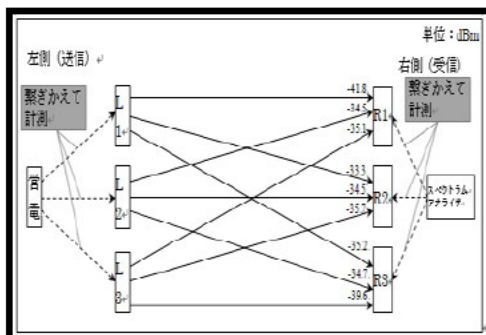 単位：dBm
左側（送信）
右側（受信）
繋ぎかえて
計測
繋ぎかえて
計測
L
1
-41.8
-34.5
-35.1
R1
L
2
-33.3
-34.5
-35.2
R2
営
電
スペクトラム
アナライザ
L
3
-35.2
-34.7
-39.6
R3